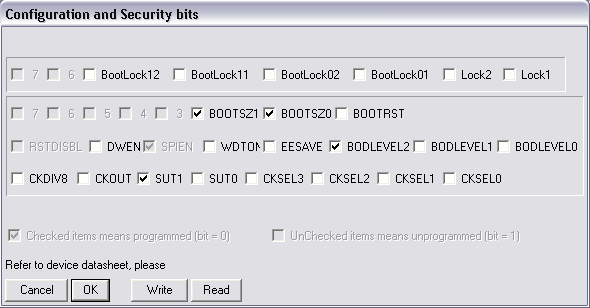 Configuration and Security bits
7 6 BootLock12 BootLock11 BootLock02 BootLock01 Lock2 Lock1
7 6 5 4 3 BOOTSZ1 BOOTSZ0 BOOTRST
RSTDISBL DWEN SPIEN WDTON EESAVE BODLEVEL2 BODLEVEL1 BODLEVEL0
CKDIV8 CKOUT SUT1 SUT0 CKSEL3 CKSEL2 CKSEL1 CKSEL0
Checked items means programmed (bit = 0) UnChecked items means unprogrammed (bit = 1)
Refer to device datasheet, please
Cancel OK Write Read